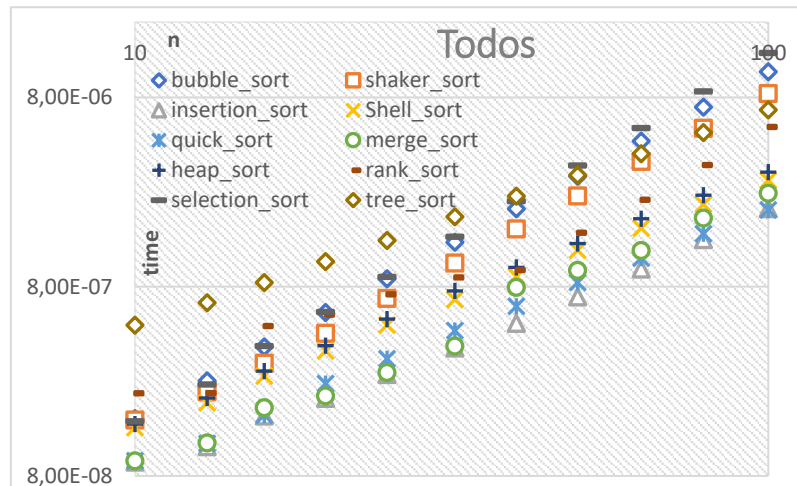 Todos
10 n 100
bubble_sort shaker_sort
8,00E-06
insertion_sort Shell_sort
quick_sort merge_sort
heap_sort rank_sort
selection_sort tree_sort
time
8,00E-07
8,00E-08